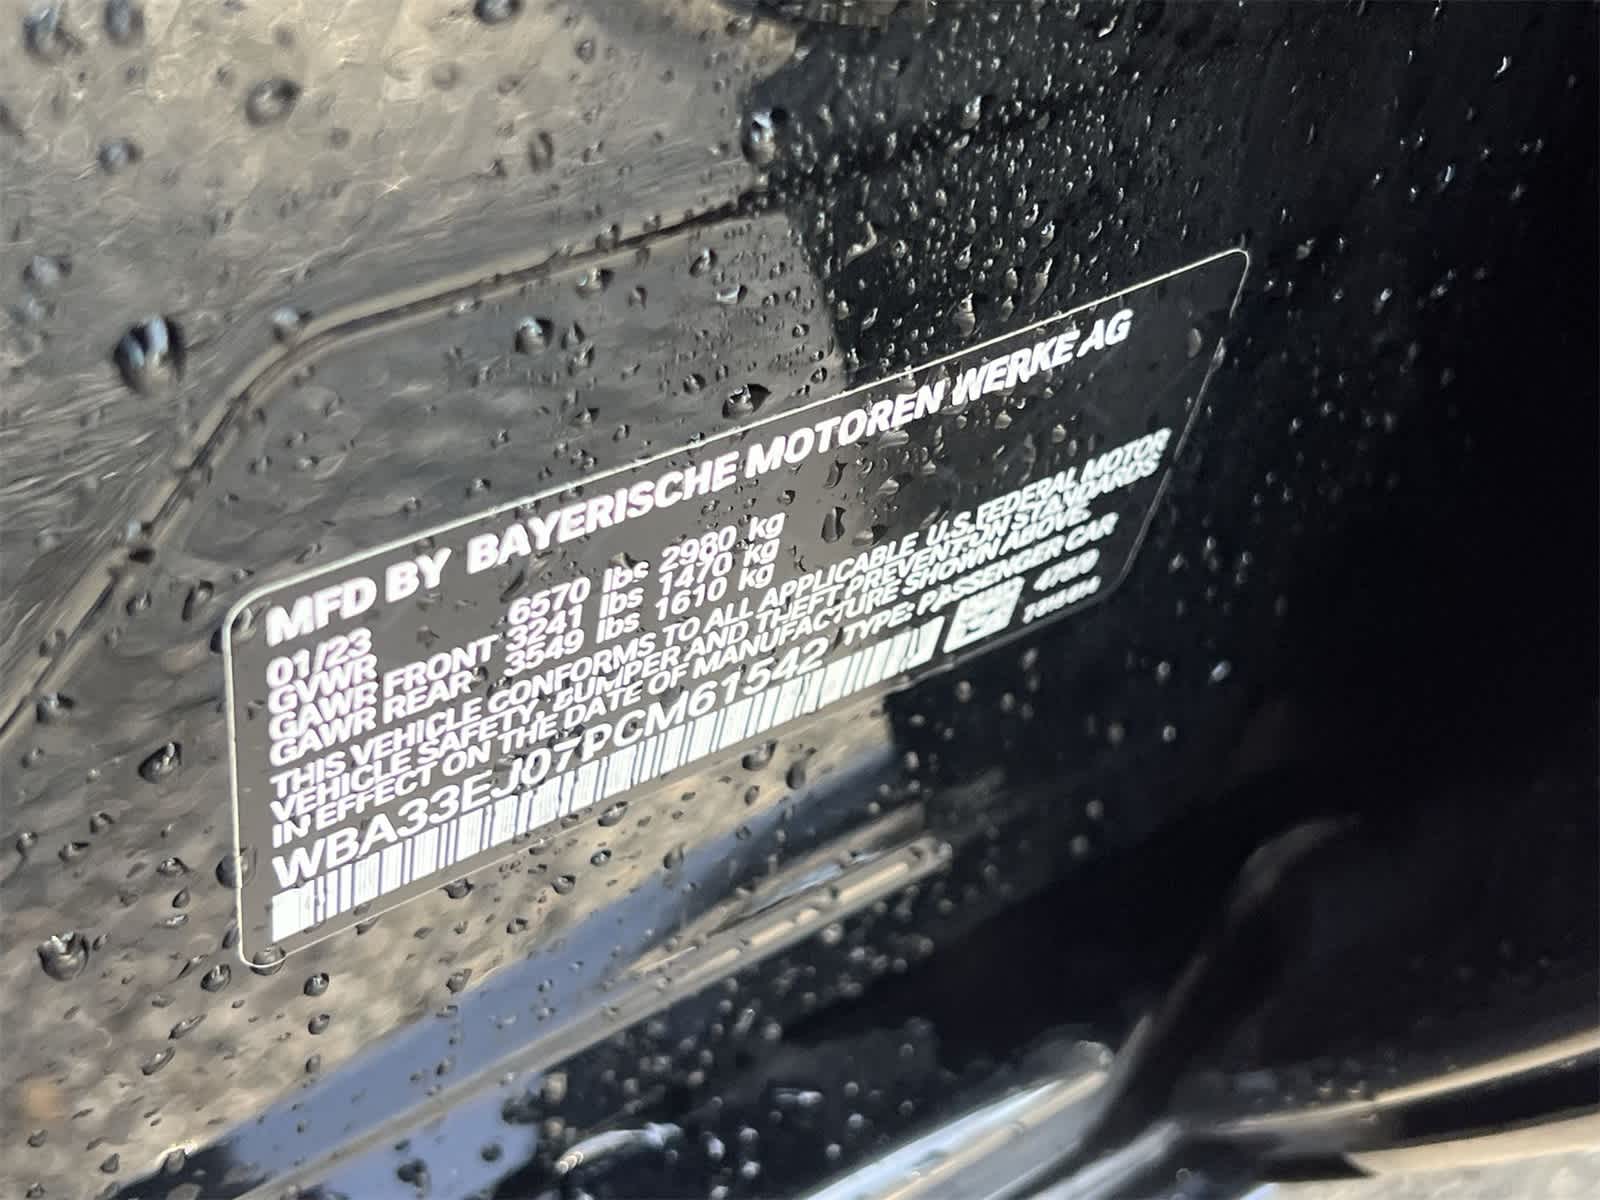 MFD BY BAYERISCHE MOTOREN WERKE AG
01/23
GVWR 6570 lbs 2980 kg
GAWR FRONT 3241 lbs 1470 kg
GAWR REAR 3549 lbs 1610 kg
THIS VEHICLE CONFORMS TO ALL APPLICABLE U.S. FEDERAL MOTOR
VEHICLE SAFETY, BUMPER AND THEFT PREVENTION STANDARDS
IN EFFECT ON THE DATE OF MANUFACTURE SHOWN ABOVE.
WBA33EJ07PCM61542 TYPE: PASSENGER CAR